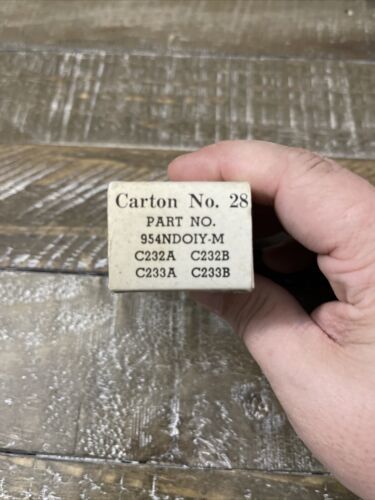 Carton No. 28
PART NO.
954NDOIY-M
C232A C232B
C233A C233B